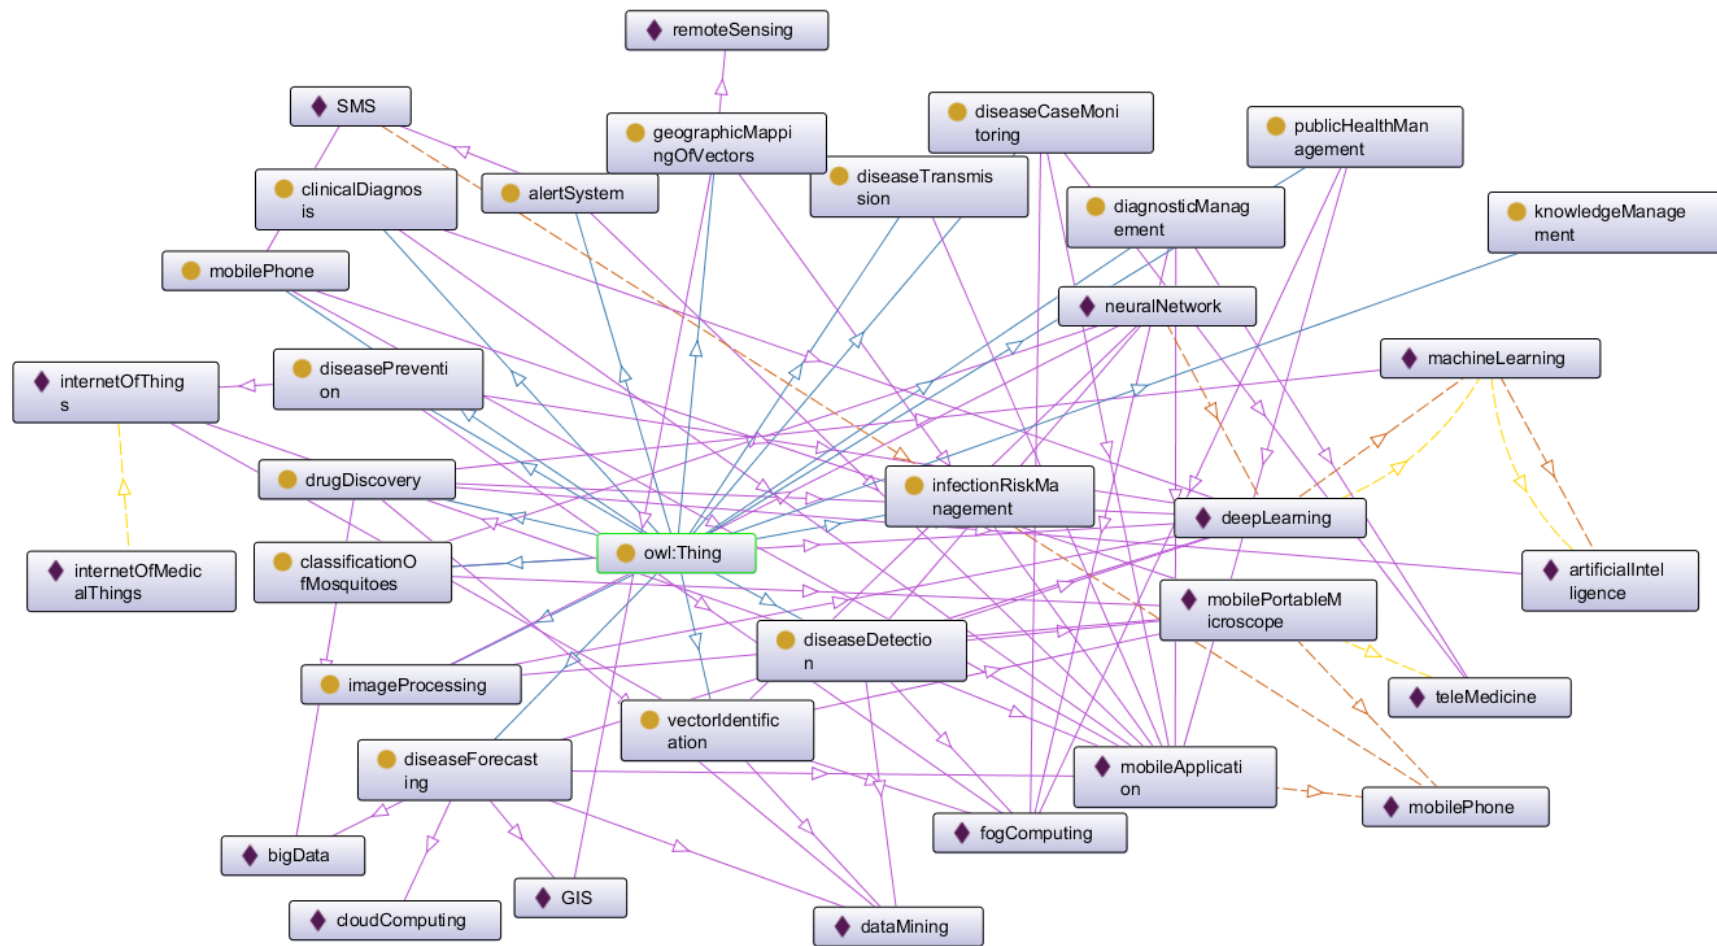 remoteSensing
SMS
geographicMappi
ngOfVectors
diseaseCaseMoni
toring
publicHealthMan
agement
clinicalDiagnos
is
alertSystem
diseaseTransmis
sion
diagnosticManag
ement
knowledgeManage
ment
mobilePhone
neuralNetwork
internetOfThing
s
diseasePreventi
on
machineLearning
drugDiscovery
infectionRiskMa
nagement
deepLearning
internetOfMedic
alThings
classificationO
fMosquitoes
owl:Thing
artificialIntel
ligence
mobilePortableM
icroscope
diseaseDetectio
n
imageProcessing
teleMedicine
vectorIdentific
ation
diseaseForecast
ing
mobileApplicati
on
mobilePhone
bigData
fogComputing
cloudComputing
GIS
dataMining